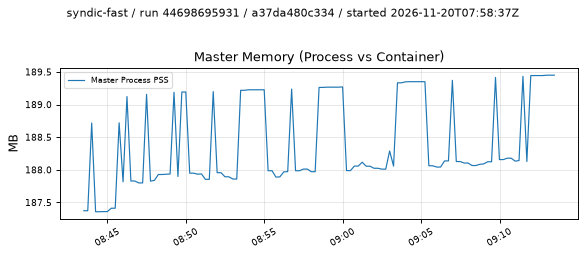 syndic-fast / run 44698695931 / a37da480c334 / started 2026-11-20T07:58:37Z
Master Memory (Process vs Container)
Master Process PSS
MB
189.5
189.0
188.5
188.0
187.5
08:45
08:50
08:55
09:00
09:05
09:10